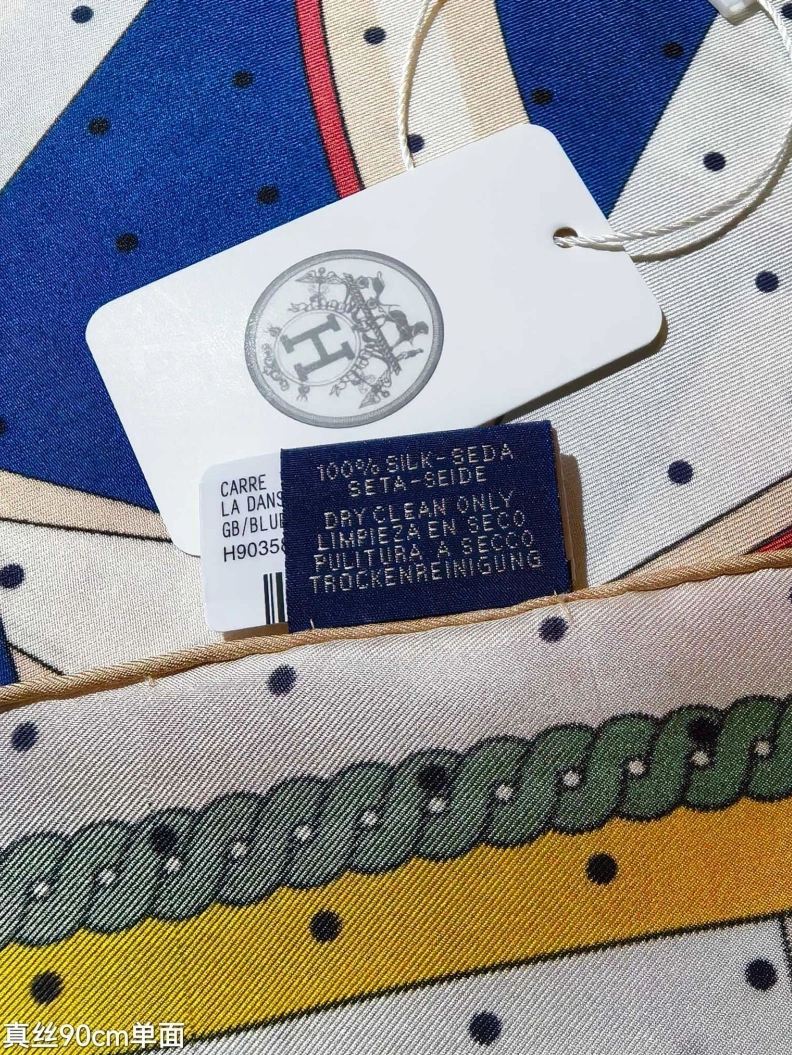 H
CARRE
LA DANS
GB/BLUE
H9035
100% SILK-SEDA
SETA-SEIDE
DRY CLEAN ONLY
LIMPIEZA EN SECO
PULITURA A SECCO
TROCKENREINIGUNG
真丝90cm单面